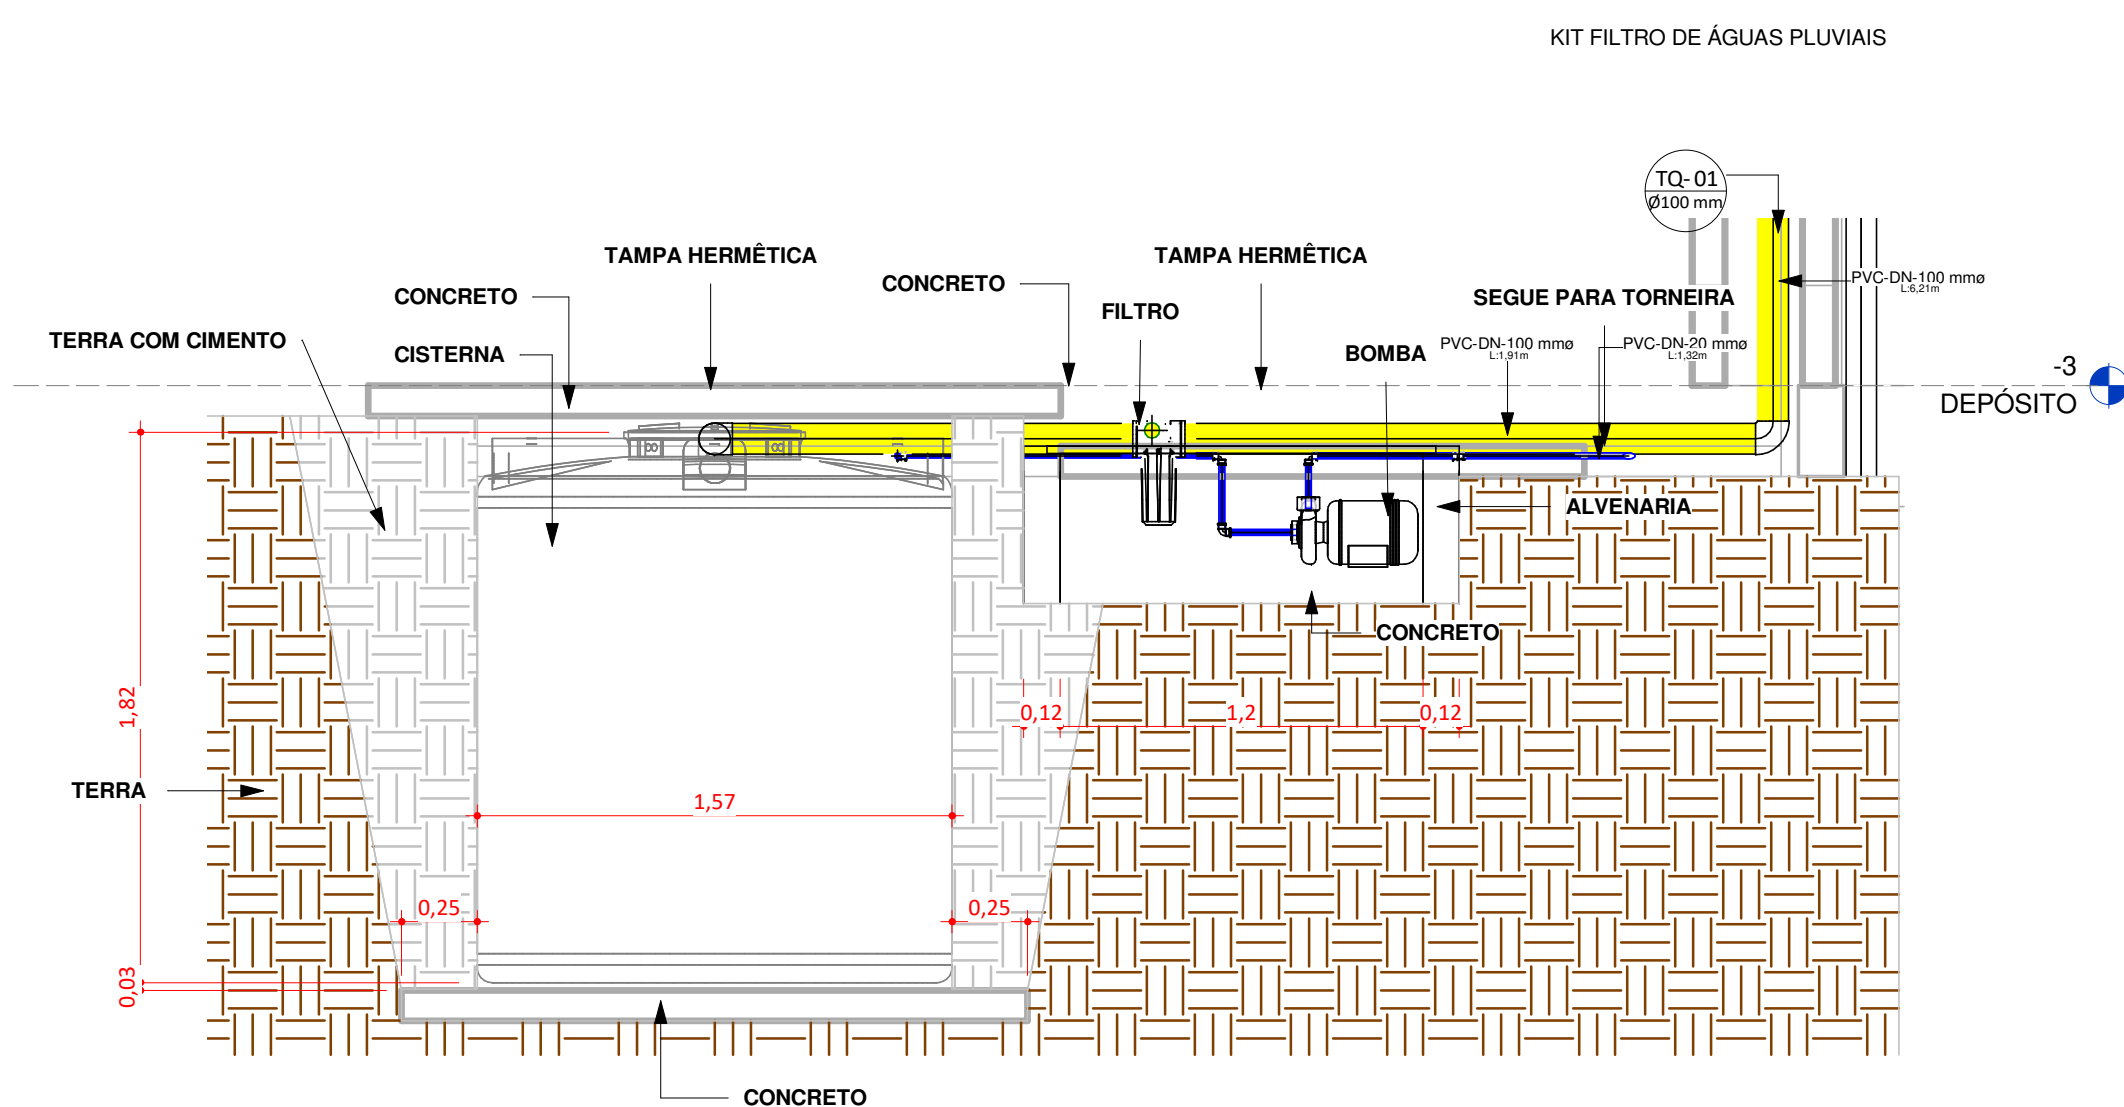 KIT FILTRO DE ÁGUAS PLUVIAIS
TQ- 01
Ø100 mm
TAMPA HERMÊTICA
TAMPA HERMÊTICA
CONCRETO
CONCRETO
SEGUE PARA TORNEIRA
PVC-DN-100 mmø
L:6,21m
FILTRO
TERRA COM CIMENTO
CISTERNA
BOMBA
PVC-DN-100 mmø
L:1,91m
PVC-DN-20 mmø
L:1,32m
-3
DEPÓSITO
ALVENARIA
CONCRETO
1,82
0,12
1,2
0,12
TERRA
1,57
0,25
0,25
0,03
CONCRETO